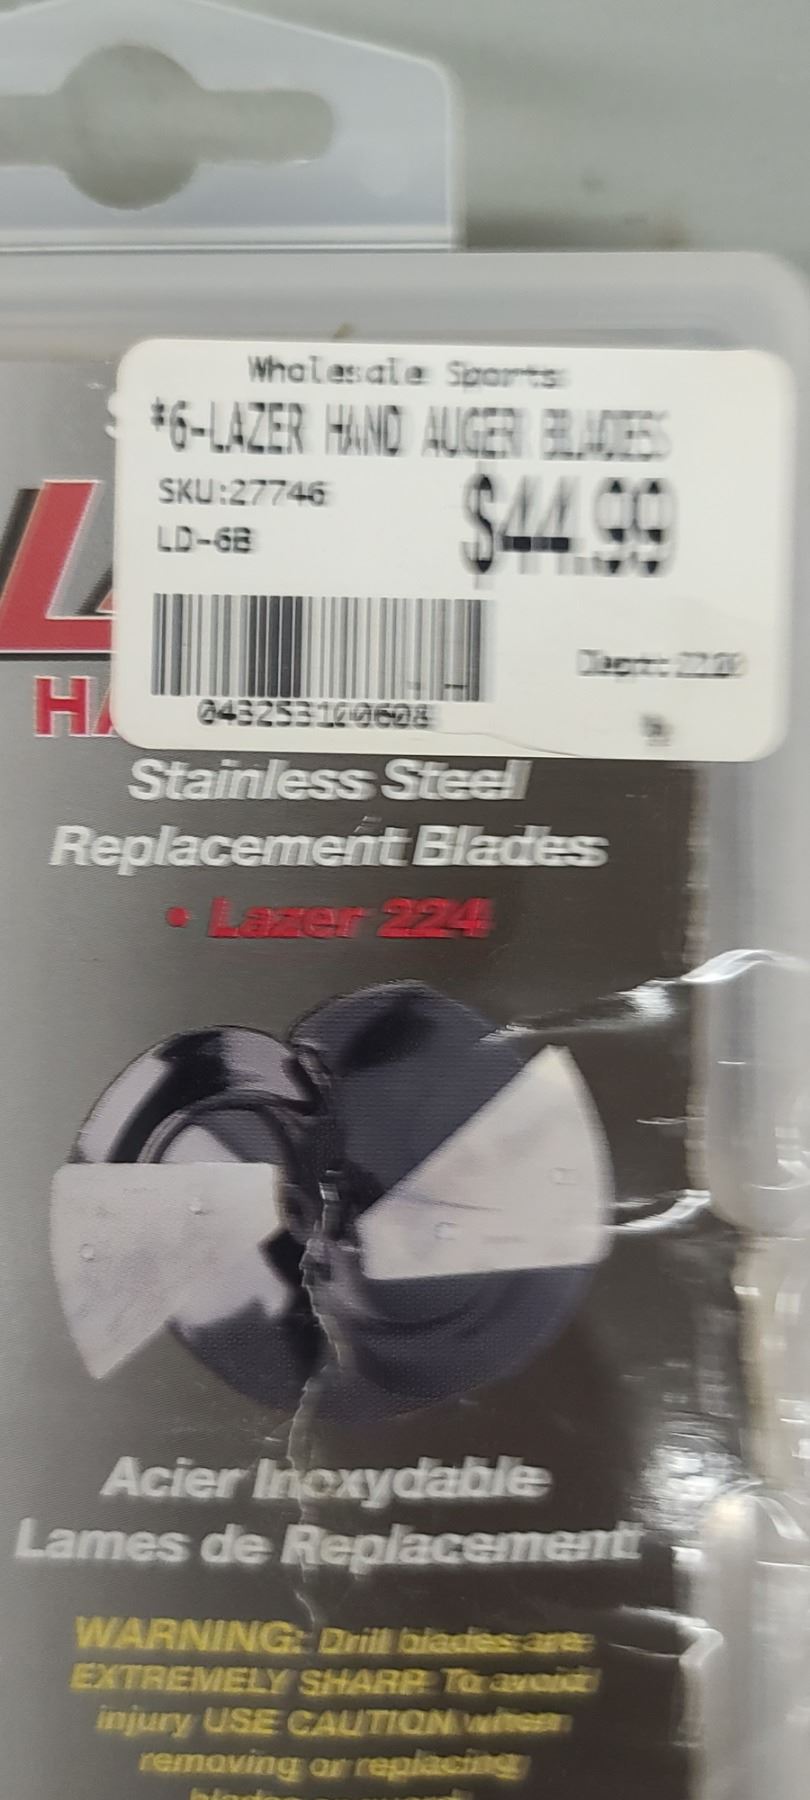 Wholesale Sports
*6-LAZER HAND AUGER BLADES
SKU:27746
$44.99
LD-6B
043253100608
Stainless Steel
Replacement Blades
• Lazer 224
Acier Inoxydable
Lames de Replacement
WARNING: Drill blades are
EXTREMELY SHARP. To avoid
injury USE CAUTION when
removing or replacing